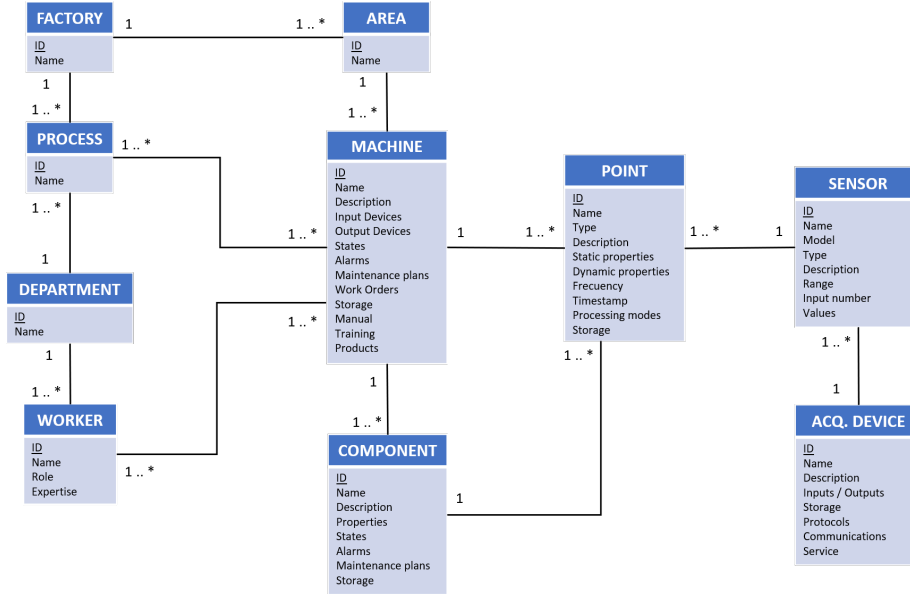 FACTORY
ID
Name
1
1 .. *
AREA
ID
Name
1
1 .. *
1
1 .. *
PROCESS
ID
Name
1 .. *
1 .. *
1 .. *
1
DEPARTMENT
ID
Name
1
1 .. *
WORKER
ID
Name
Role
Expertise
1 .. *
1 .. *
MACHINE
ID
Name
Description
Input Devices
Output Devices
States
Alarms
Maintenance plans
Work Orders
Storage
Manual
Training
Products
1
1 .. *
1
1 .. *
COMPONENT
ID
Name
Description
Properties
States
Alarms
Maintenance plans
Storage
1
1 .. *
POINT
ID
Name
Type
Description
Static properties
Dynamic properties
Frecuency
Timestamp
Processing modes
Storage
1 .. *
1
SENSOR
ID
Name
Model
Type
Description
Range
Input number
Values
1 .. *
1
ACQ. DEVICE
ID
Name
Description
Inputs / Outputs
Storage
Protocols
Communications
Service